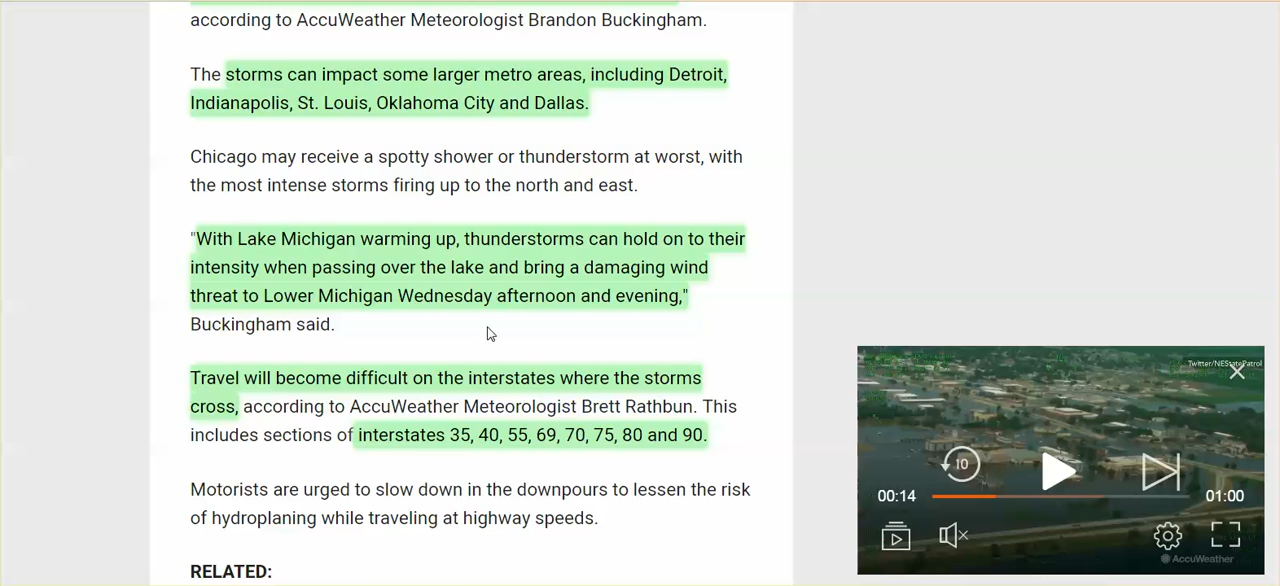 according to AccuWeather Meteorologist Brandon Buckingham.
The storms can impact some larger metro areas, including Detroit,
Indianapolis, St. Louis, Oklahoma City and Dallas.
Chicago may receive a spotty shower or thunderstorm at worst, with
the most intense storms firing up to the north and east.
"With Lake Michigan warming up, thunderstorms can hold on to their
intensity when passing over the lake and bring a damaging wind
threat to Lower Michigan Wednesday afternoon and evening,"
Buckingham said.
Travel will become difficult on the interstates where the storms
cross, according to AccuWeather Meteorologist Brett Rathbun. This
includes sections of interstates 35, 40, 55, 69, 70, 75, 80 and 90.
Motorists are urged to slow down in the downpours to lessen the risk
of hydroplaning while traveling at highway speeds.
RELATED:
Twitter/NEStatePatrol
10
00:14
01:00
AccuWeather